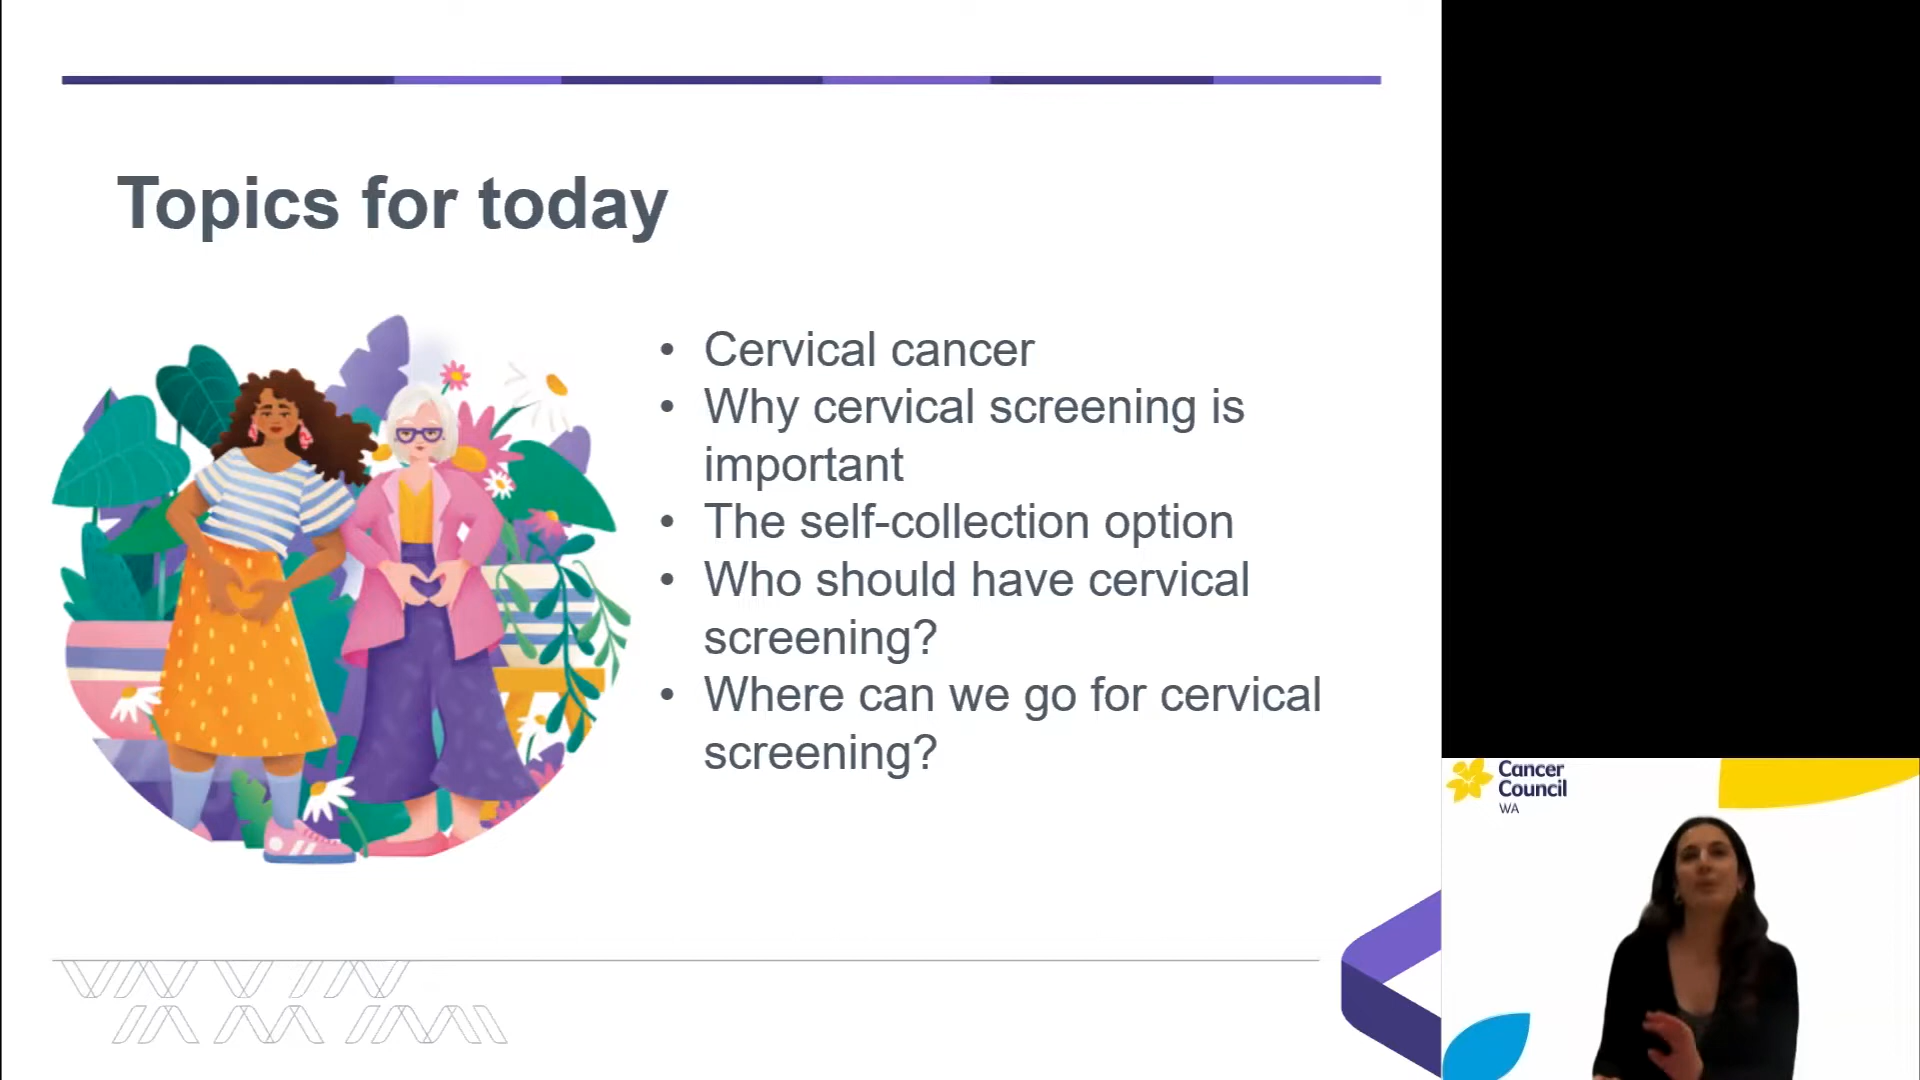 Topics for today
• Cervical cancer
• Why cervical screening is
important
• The self-collection option
• Who should have cervical
screening?
• Where can we go for cervical
screening?
Cancer
Council
WA